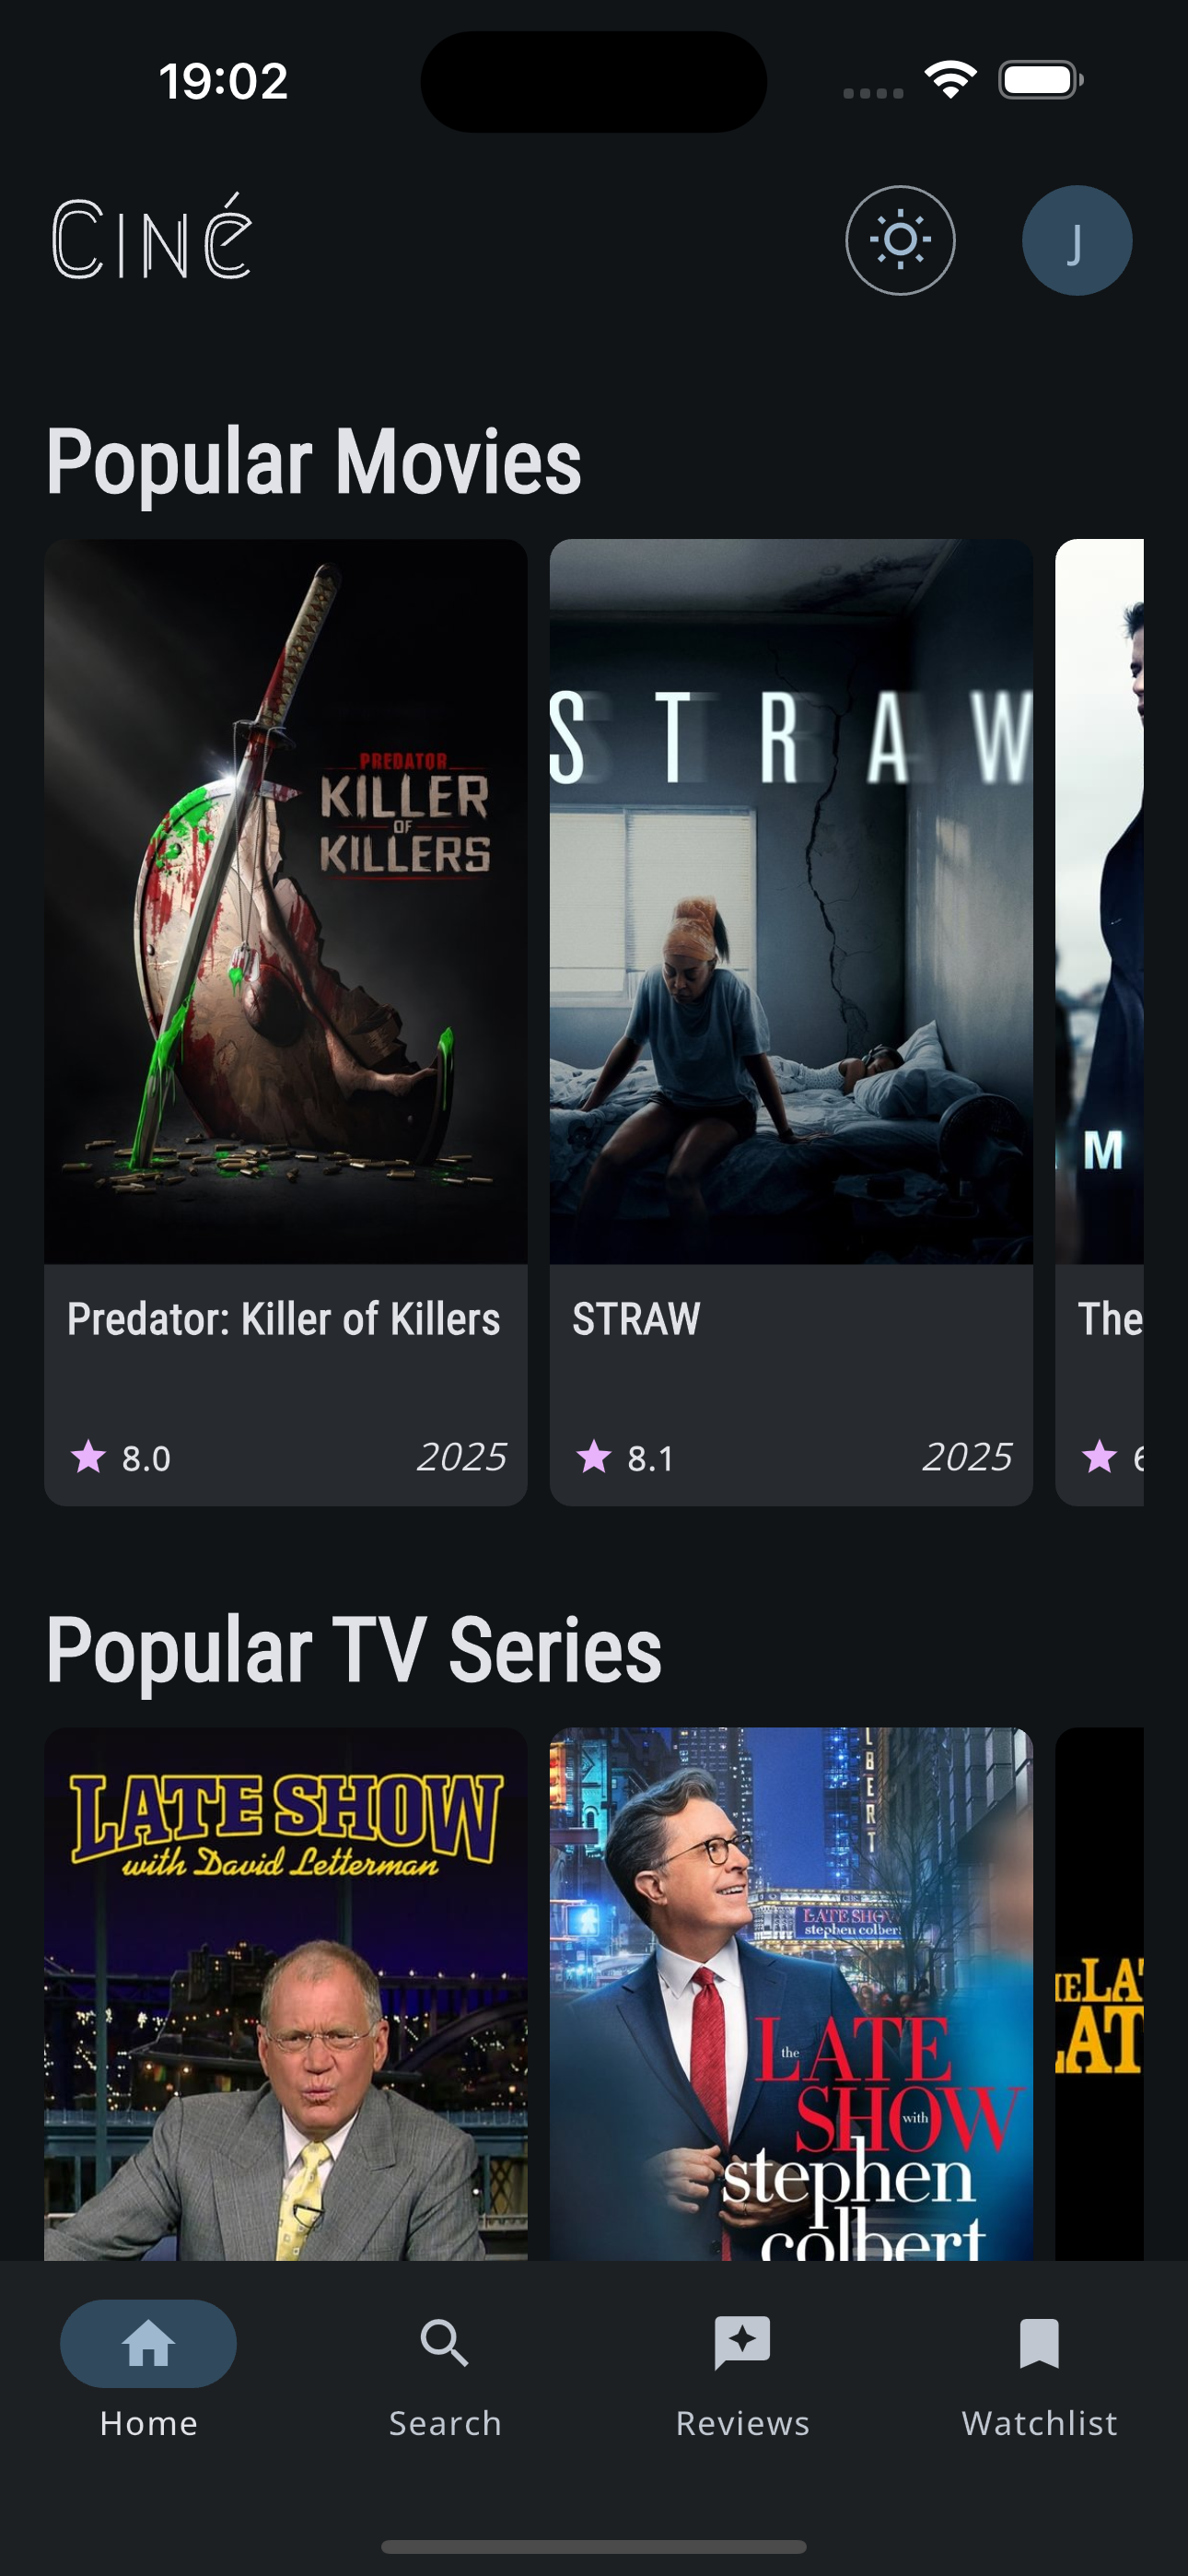 19:02
Ciné
J
Popular Movies
PREDATOR
KILLER
OF
KILLERS
STRAW
M
Predator: Killer of Killers
STRAW
The
8.0
2025
8.1
2025
Popular TV Series
LATE SHOW
with David Letterman
LBERT
LATE SHOW
stephen colbert
the
LATE
SHOW
with
stephen
colbert
Home
Search
Reviews
Watchlist